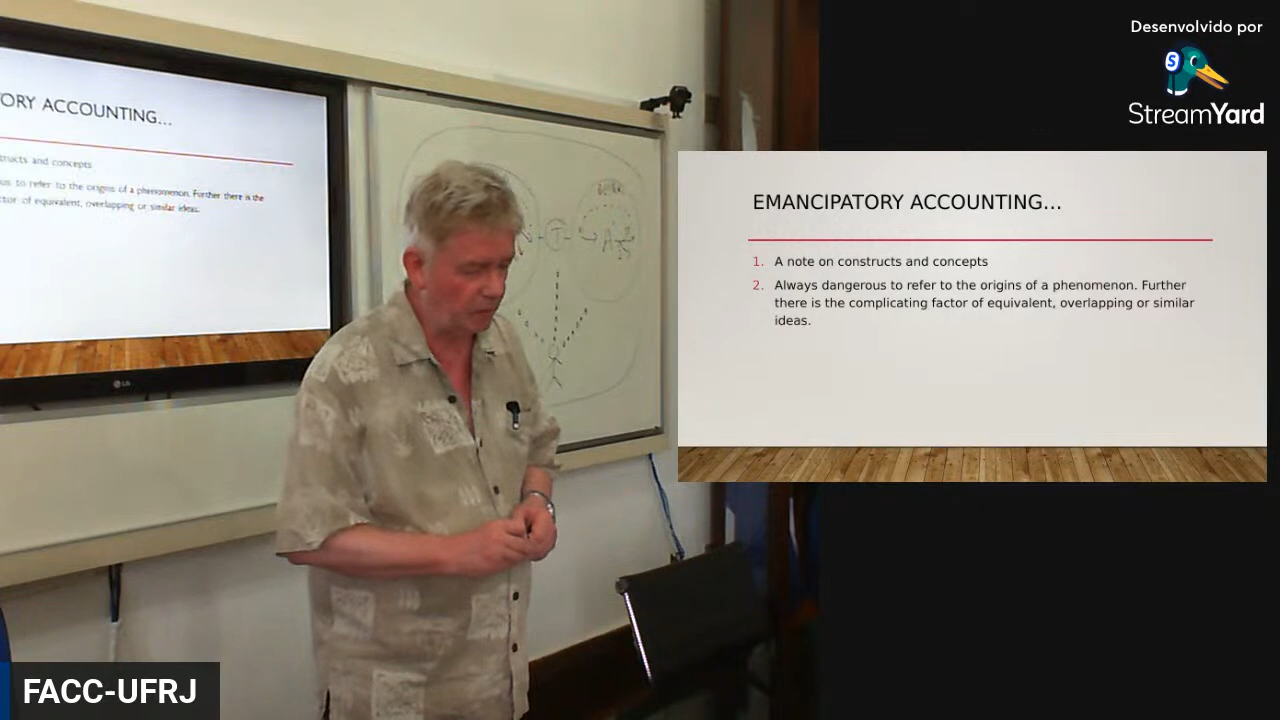 Desenvolvido por
StreamYard
ORY ACCOUNTING...
tructs and concepts
us to refer to the origins of a phenomenon. Further there is the
ctor of equivalent, overlapping or similar ideas.
LG
EMANCIPATORY ACCOUNTING...
1. A note on constructs and concepts
2. Always dangerous to refer to the origins of a phenomenon. Further
there is the complicating factor of equivalent, overlapping or similar
ideas.
FACC-UFRJ